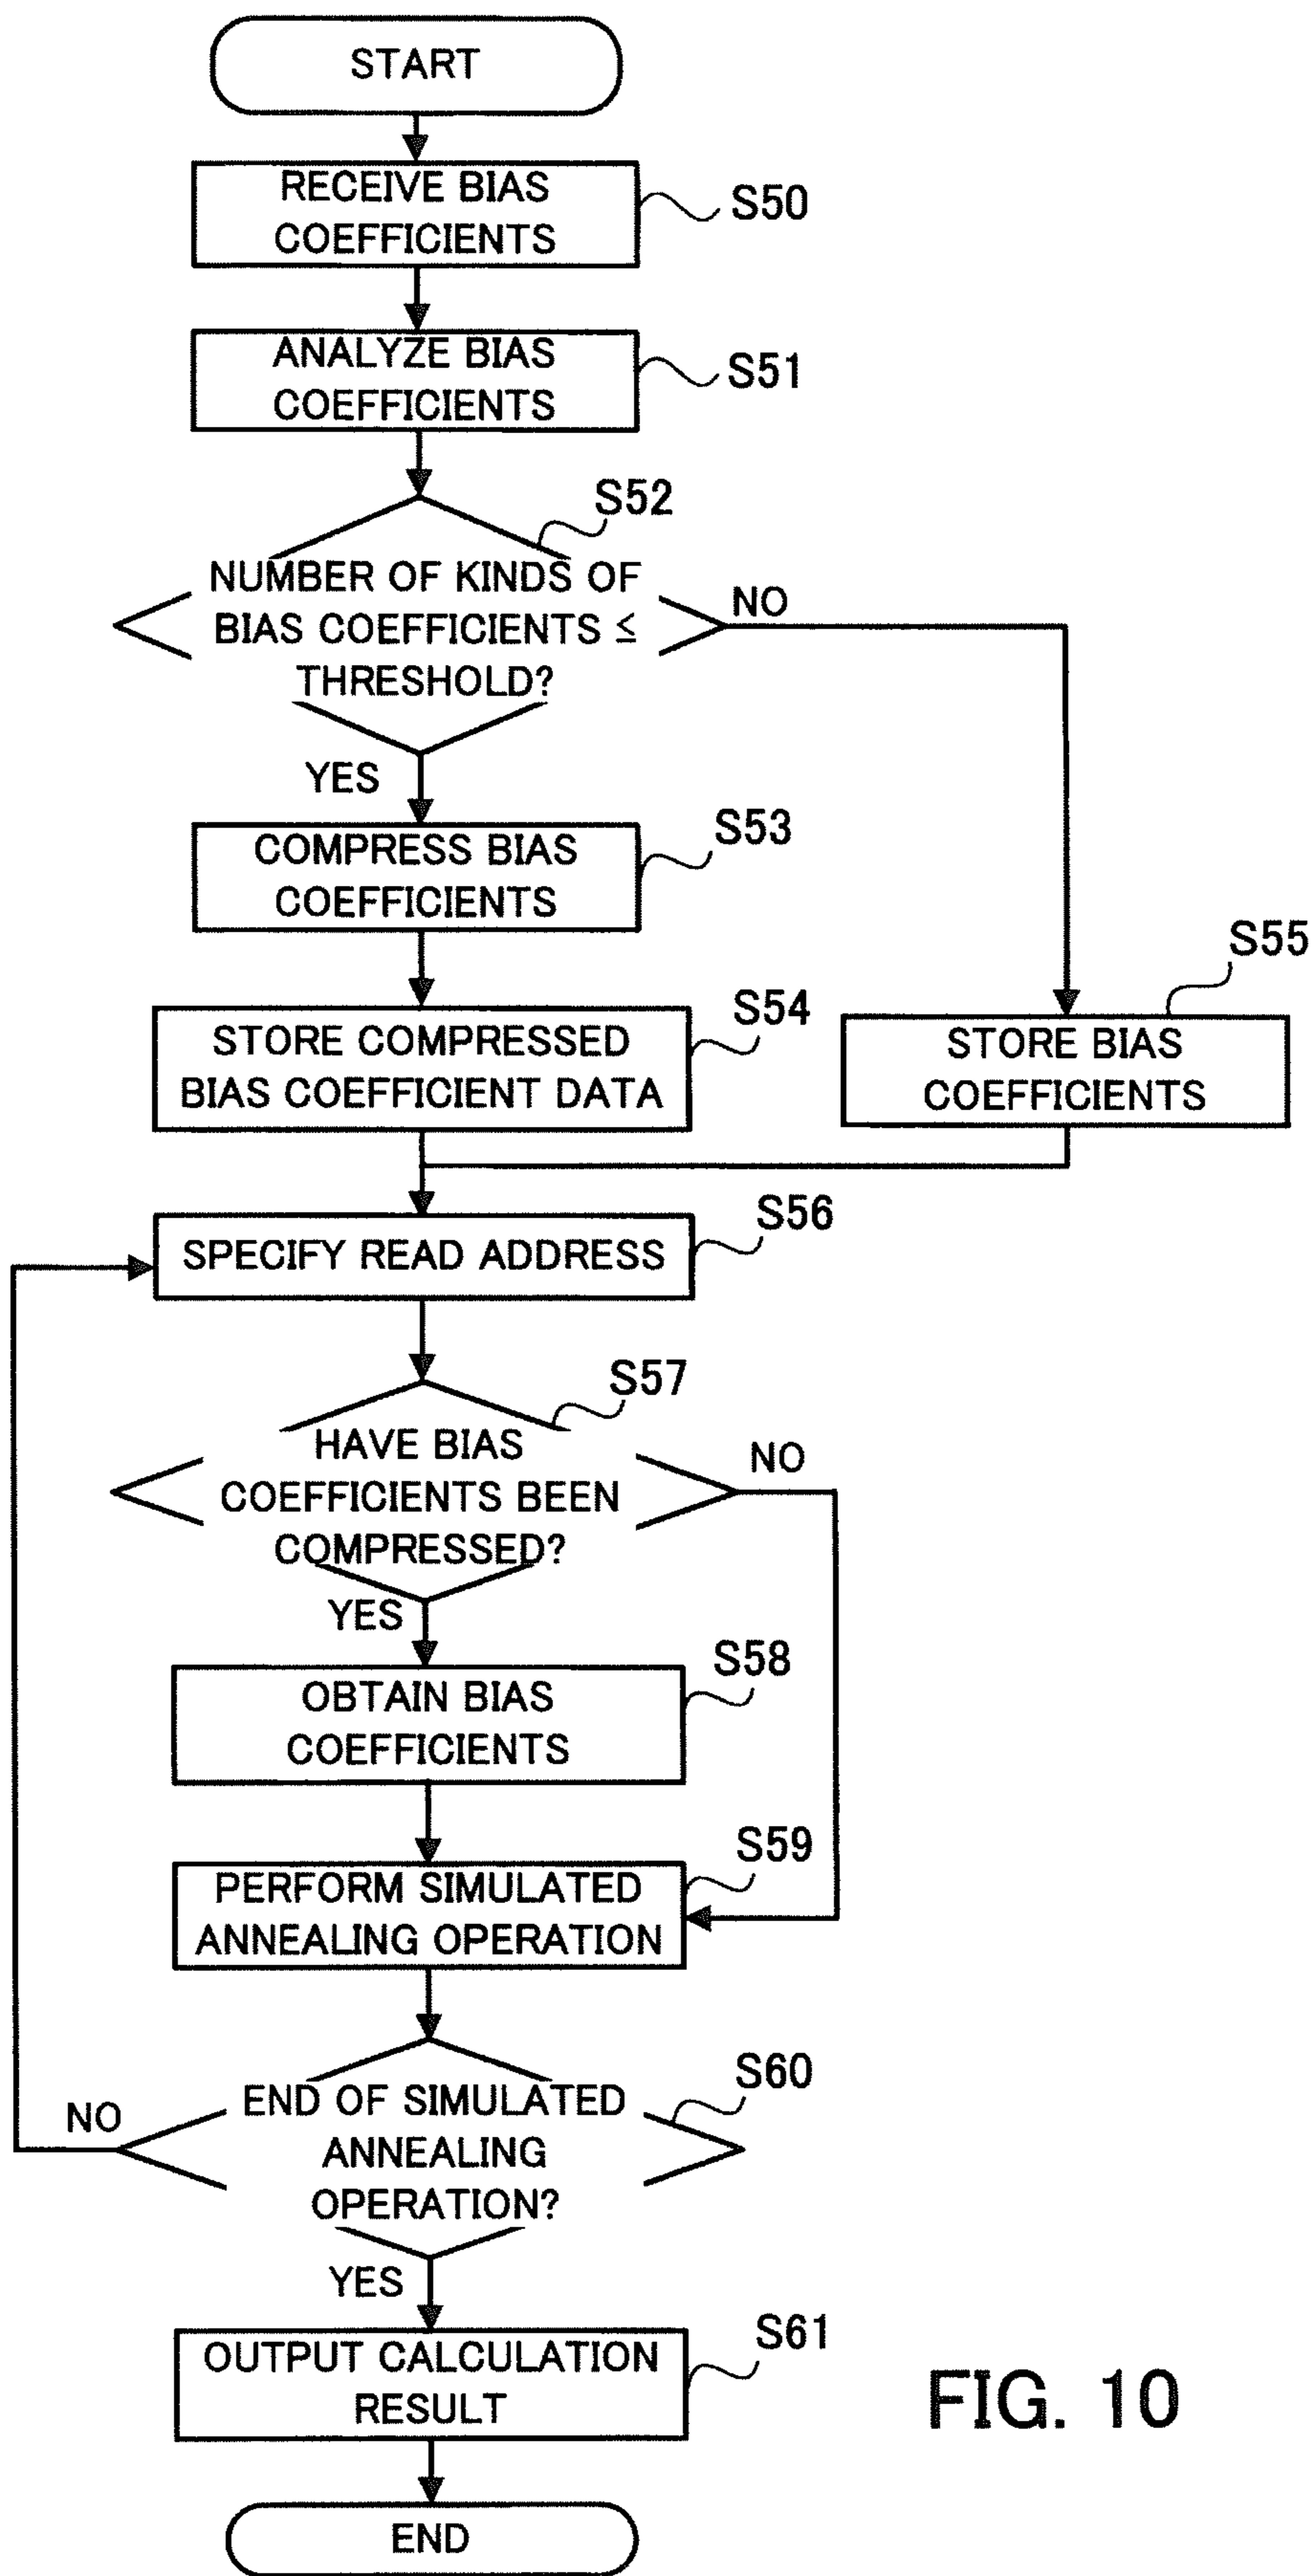 START
RECEIVE BIAS
COEFFICIENTS
S50
ANALYZE BIAS
COEFFICIENTS
S51
S52
NUMBER OF KINDS OF
BIAS COEFFICIENTS ≤
THRESHOLD?
NO
YES
COMPRESS BIAS
COEFFICIENTS
S53
STORE COMPRESSED
BIAS COEFFICIENT DATA
S54
S55
STORE BIAS
COEFFICIENTS
SPECIFY READ ADDRESS
S56
S57
HAVE BIAS
COEFFICIENTS BEEN
COMPRESSED?
NO
YES
OBTAIN BIAS
COEFFICIENTS
S58
PERFORM SIMULATED
ANNEALING OPERATION
S59
S60
END OF SIMULATED
ANNEALING
OPERATION?
NO
YES
OUTPUT CALCULATION
RESULT
S61
END
FIG. 10